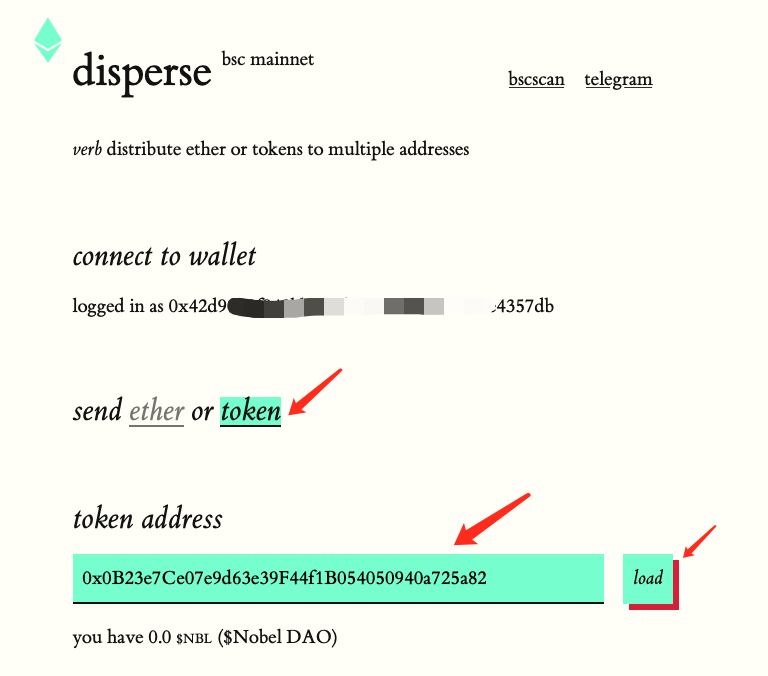 disperse bsc mainnet
bscscan telegram
verb distribute ether or tokens to multiple addresses
connect to wallet
logged in as 0x42d9 4357db
send ether or token
token address
0x0B23e7Ce07e9d63e39F44f1B054050940a725a82
load
you have 0.0 $NBL ($Nobel DAO)